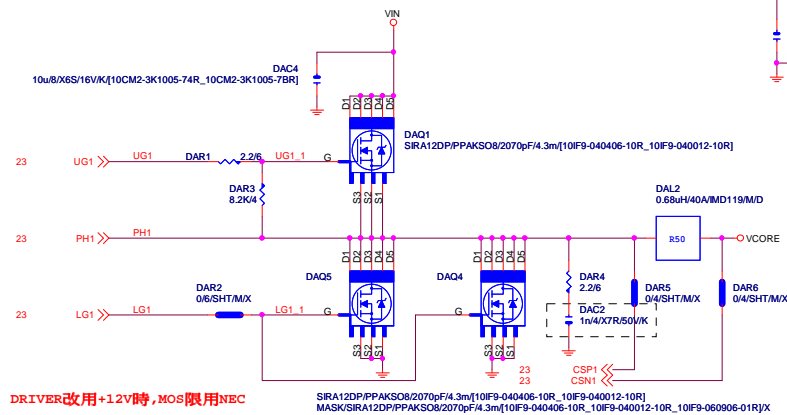 VIN
DAC4
10u/8/X6S/16V/K/[10CM2-3K1005-74R_10CM2-3K1005-7BR]
D1 D2 D3 D4 D5
DAQ1
SIRA12DP/PPAKSO8/2070pF/4.3m/[10IF9-040406-10R_10IF9-040012-10R]
23 UG1 UG1 DAR1 2.2/6 UG1_1 G
DAR3
8.2K/4
S3 S2 S1
DAL2
0.68uH/40A/IMD119/M/D
23 PH1 PH1 R50 VCORE
D1 D2 D3 D4 D5 D1 D2 D3 D4 D5
DAR2 DAQ5 DAQ4 DAR4 DAR5 DAR6
0/6/SHT/M/X 2.2/6 0/4/SHT/M/X 0/4/SHT/M/X
23 LG1 LG1 LG1_1 G G DAC2
1n/4/X7R/50V/K
S3 S2 S1 S3 S2 S1
23 CSP1
23 CSN1
DRIVER改用+12V時,MOS限用NEC
SIRA12DP/PPAKSO8/2070pF/4.3m/[10IF9-040406-10R_10IF9-040012-10R]
MASK/SIRA12DP/PPAKSO8/2070pF/4.3m/[10IF9-040406-10R_10IF9-040012-10R_10IF9-060906-01R]/X